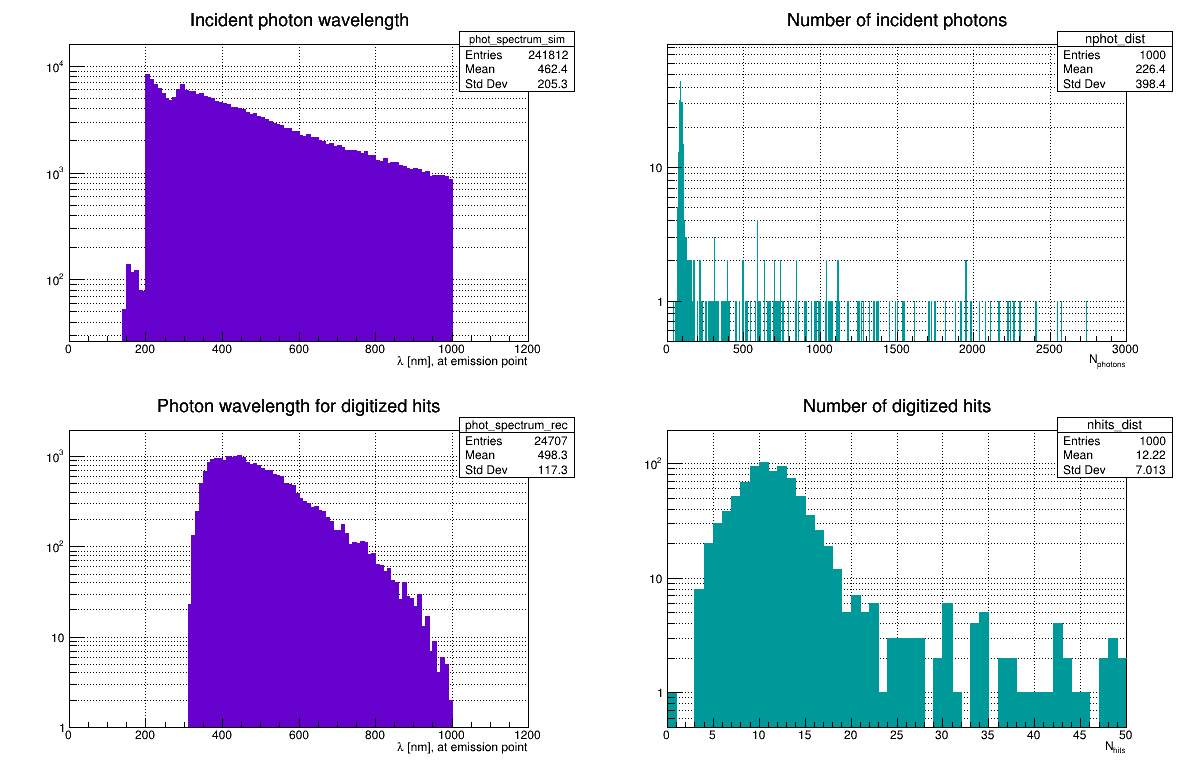 Incident photon wavelength
phot_spectrum_sim
Entries 241812
Mean 462.4
Std Dev 205.3
10^4
10^3
10^2
0 200 400 600 800 1000 1200
λ [nm], at emission point
Number of incident photons
nphot_dist
Entries 1000
Mean 226.4
Std Dev 398.4
10
1
0 500 1000 1500 2000 2500 3000
N_photons
Photon wavelength for digitized hits
phot_spectrum_rec
Entries 24707
Mean 498.3
Std Dev 117.3
10^3
10^2
10
1
0 200 400 600 800 1000 1200
λ [nm], at emission point
Number of digitized hits
nhits_dist
Entries 1000
Mean 12.22
Std Dev 7.013
10^2
10
1
0 5 10 15 20 25 30 35 40 45 50
N_hits